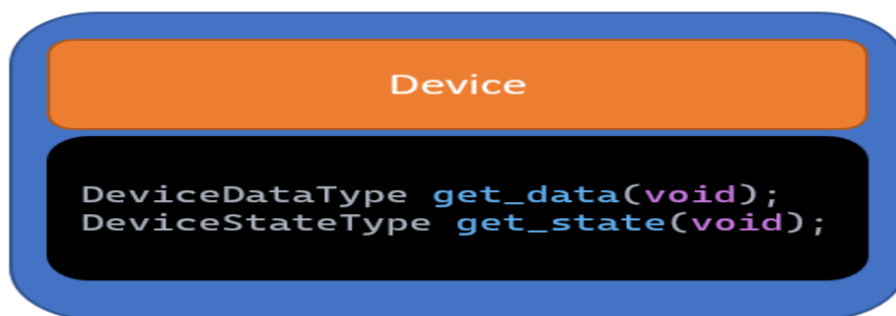 Device
DeviceDataType get_data(void);
DeviceStateType get_state(void);